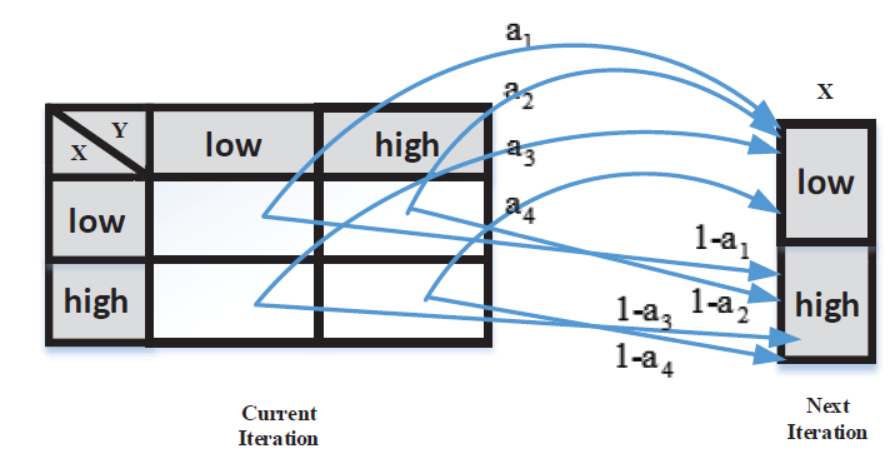 a1
a2
a3
a4
X
Y
X
low
high
low
high
low
high
1-a1
1-a2
1-a3
1-a4
Current
Iteration
Next
Iteration